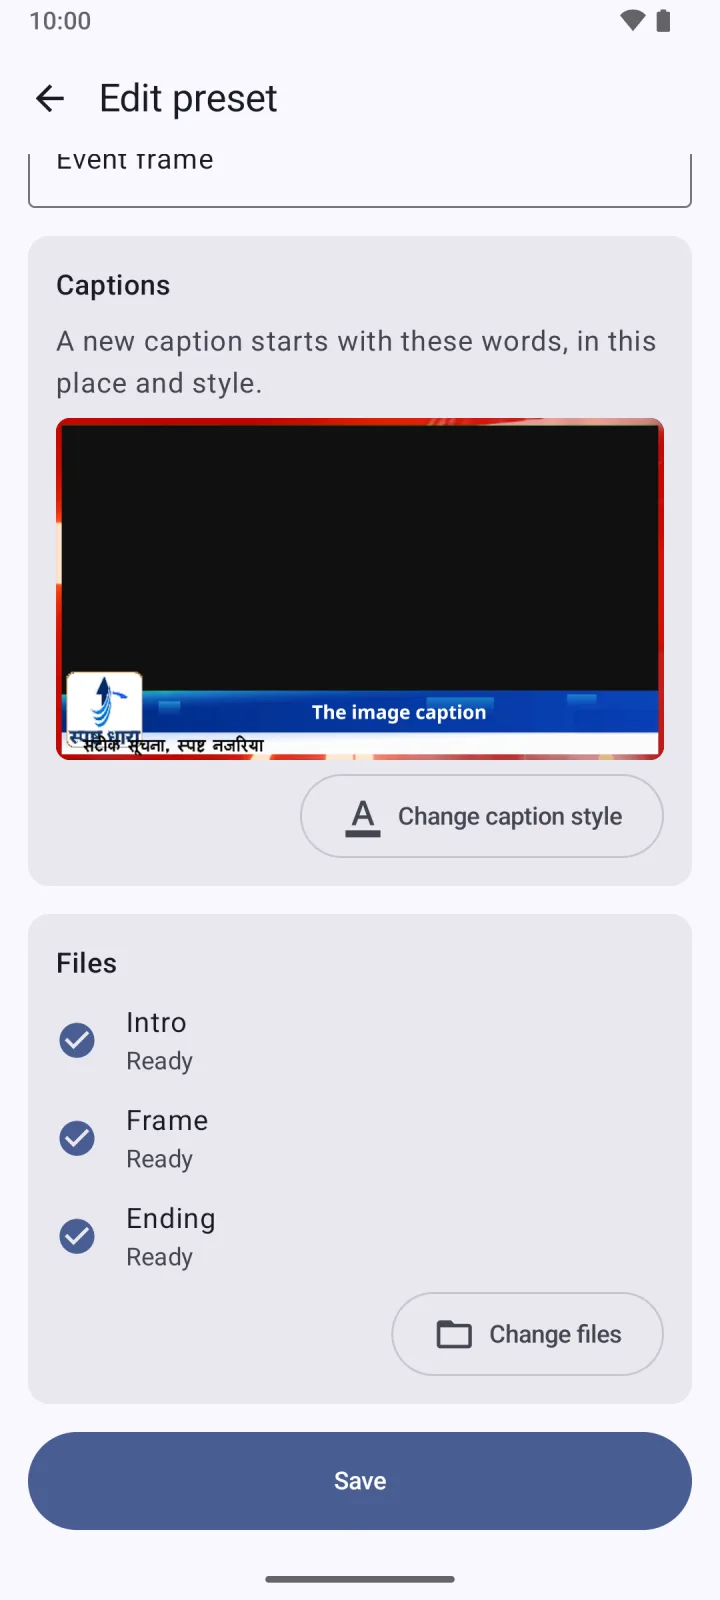 10:00
Edit preset
Event frame
Captions
A new caption starts with these words, in this
place and style.
The image caption
स्पष्ट धारा
सटीक सूचना, स्पष्ट नजरिया
Change caption style
Files
Intro
Ready
Frame
Ready
Ending
Ready
Change files
Save